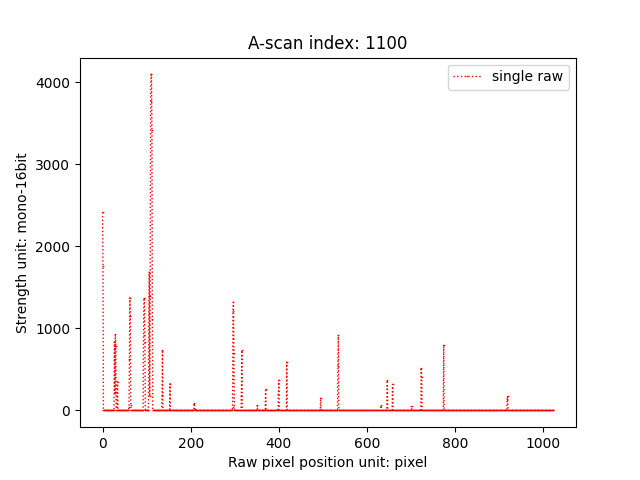 A-scan index: 1100
single raw
Strength unit: mono-16bit
4000
3000
2000
1000
0
0 200 400 600 800 1000
Raw pixel position unit: pixel